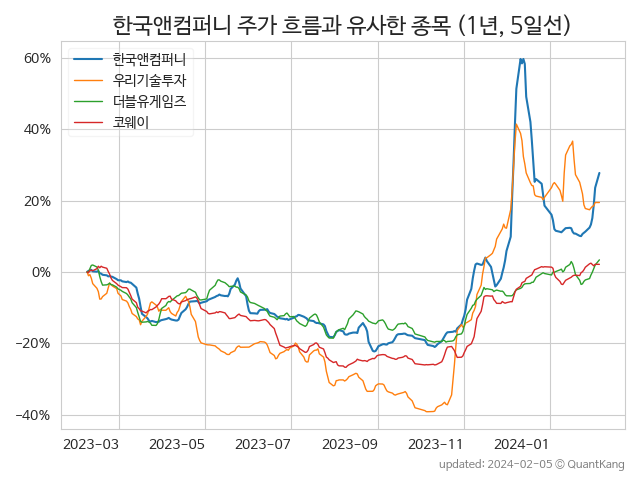 한국앤컴퍼니 주가 흐름과 유사한 종목 (1년, 5일선)
한국앤컴퍼니
우리기술투자
더블유게임즈
코웨이
60%
40%
20%
0%
−20%
−40%
2023-03 2023-05 2023-07 2023-09 2023-11 2024-01
updated: 2024-02-05 © QuantKang